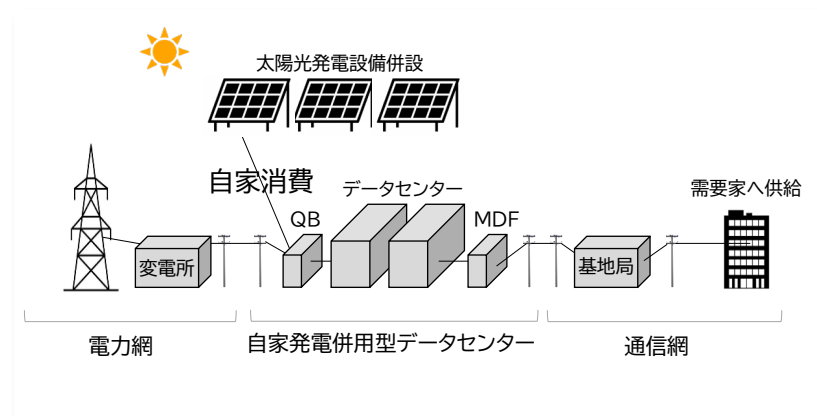 太陽光発電設備併設
自家消費
データセンター
需要家へ供給
QB
MDF
変電所
基地局
電力網
自家発電併用型データセンター
通信網